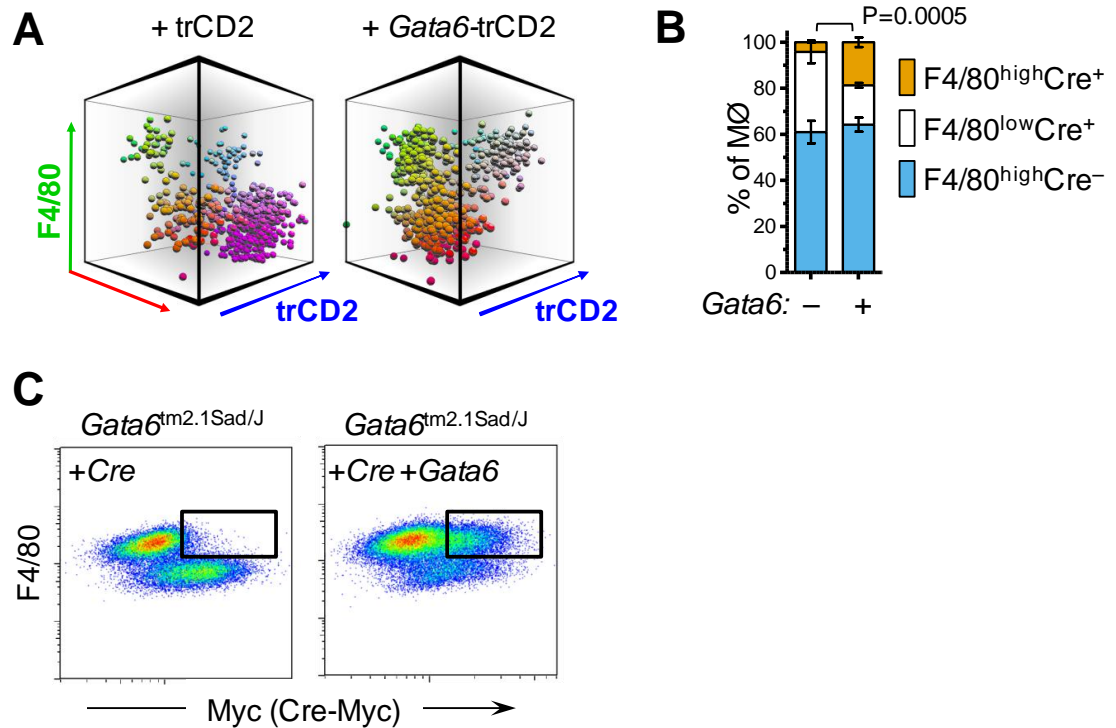 A
+ trCD2
+ Gata6-trCD2
F4/80
trCD2
trCD2
B
P=0.0005
% of MØ
100
80
60
40
20
0
Gata6: – +
F4/80highCre+
F4/80lowCre+
F4/80highCre–
C
Gata6tm2.1Sad/J
Gata6tm2.1Sad/J
+Cre
+Cre +Gata6
F4/80
Myc (Cre-Myc)